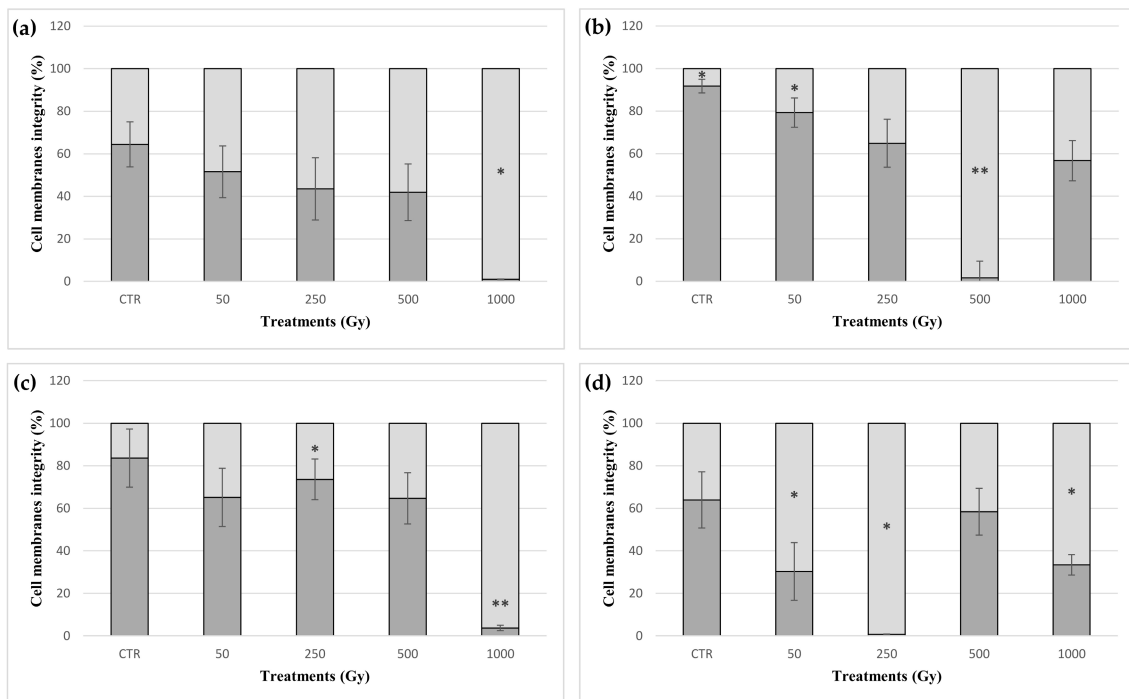 (a)
Cell membranes integrity (%)
120
100
80
60
40
20
0
*
CTR 50 250 500 1000
Treatments (Gy)
(b)
Cell membranes integrity (%)
120
100
80
60
40
20
0
* * **
CTR 50 250 500 1000
Treatments (Gy)
(c)
Cell membranes integrity (%)
120
100
80
60
40
20
0
* **
CTR 50 250 500 1000
Treatments (Gy)
(d)
Cell membranes integrity (%)
120
100
80
60
40
20
0
* * *
CTR 50 250 500 1000
Treatments (Gy)